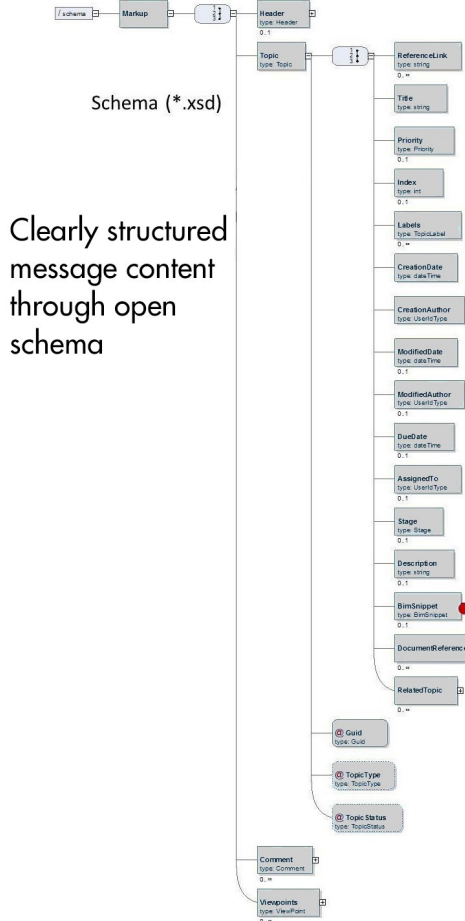 / schema
Markup
Header
type: Header
0..1
Topic
type: Topic
ReferenceLink
type: string
0..∞
Title
type: string
Priority
type: Priority
0..1
Index
type: int
0..1
Labels
type: TopicLabel
0..∞
CreationDate
type: dateTime
CreationAuthor
type: UserIdType
ModifiedDate
type: dateTime
0..1
ModifiedAuthor
type: UserIdType
0..1
DueDate
type: dateTime
0..1
AssignedTo
type: UserIdType
0..1
Stage
type: Stage
0..1
Description
type: string
0..1
BimSnippet
type: BimSnippet
0..1
DocumentReference
0..∞
RelatedTopic
0..∞
@ Guid
type: Guid
@ TopicType
type: TopicType
@ TopicStatus
type: TopicStatus
Comment
type: Comment
0..∞
Viewpoints
type: ViewPoint
0..∞
Schema (*.xsd)
Clearly structured
message content
through open
schema